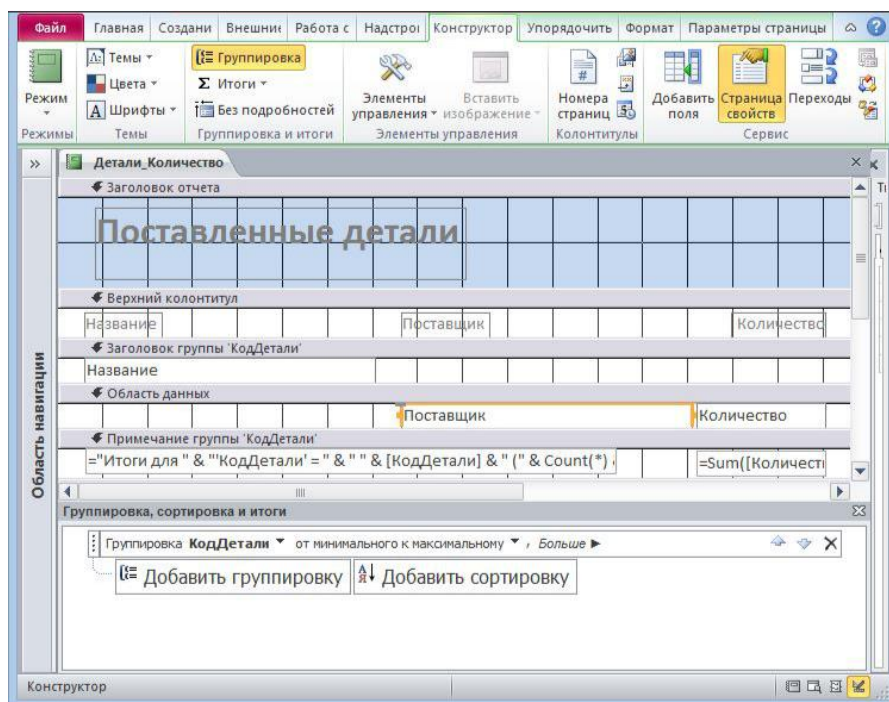 Файл Главная Создани Внешние Работа с Надстрої Конструктор Упорядочить Формат Параметры страницы
Режим
Режимы
Темы
Цвета
Шрифты
Темы
Группировка
Итоги
Без подробностей
Группировка и итоги
Элементы управления
Вставить изображение
Элементы управления
Номера страниц
Колонтитулы
Добавить поля
Страница свойств
Переходы
Сервис
Область навигации
Детали_Количество
Заголовок отчета
Поставленные детали
Верхний колонтитул
Название Поставщик Количество
Заголовок группы 'КодДетали'
Название
Область данных
Поставщик Количество
Примечание группы 'КодДетали'
="Итоги для " & "'КодДетали' = " & " " & [КодДетали] & " (" & Count(*) =Sum([Количест
Группировка, сортировка и итоги
Группировка КодДетали от минимального к максимальному , Больше
Добавить группировку Добавить сортировку
Конструктор